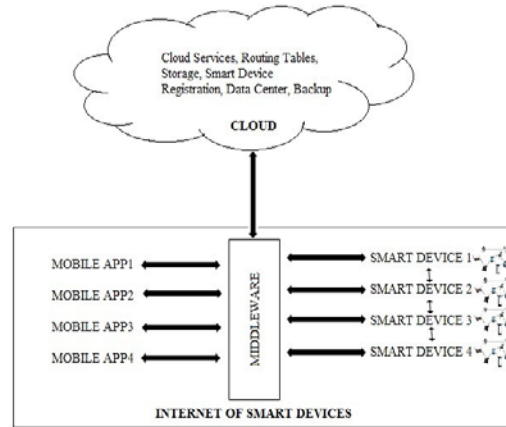 Cloud Services, Routing Tables,
Storage, Smart Device
Registration, Data Center, Backup
CLOUD
MOBILE APP1
MOBILE APP2
MOBILE APP3
MOBILE APP4
MIDDLEWARE
SMART DEVICE 1
SMART DEVICE 2
SMART DEVICE 3
SMART DEVICE 4
INTERNET OF SMART DEVICES